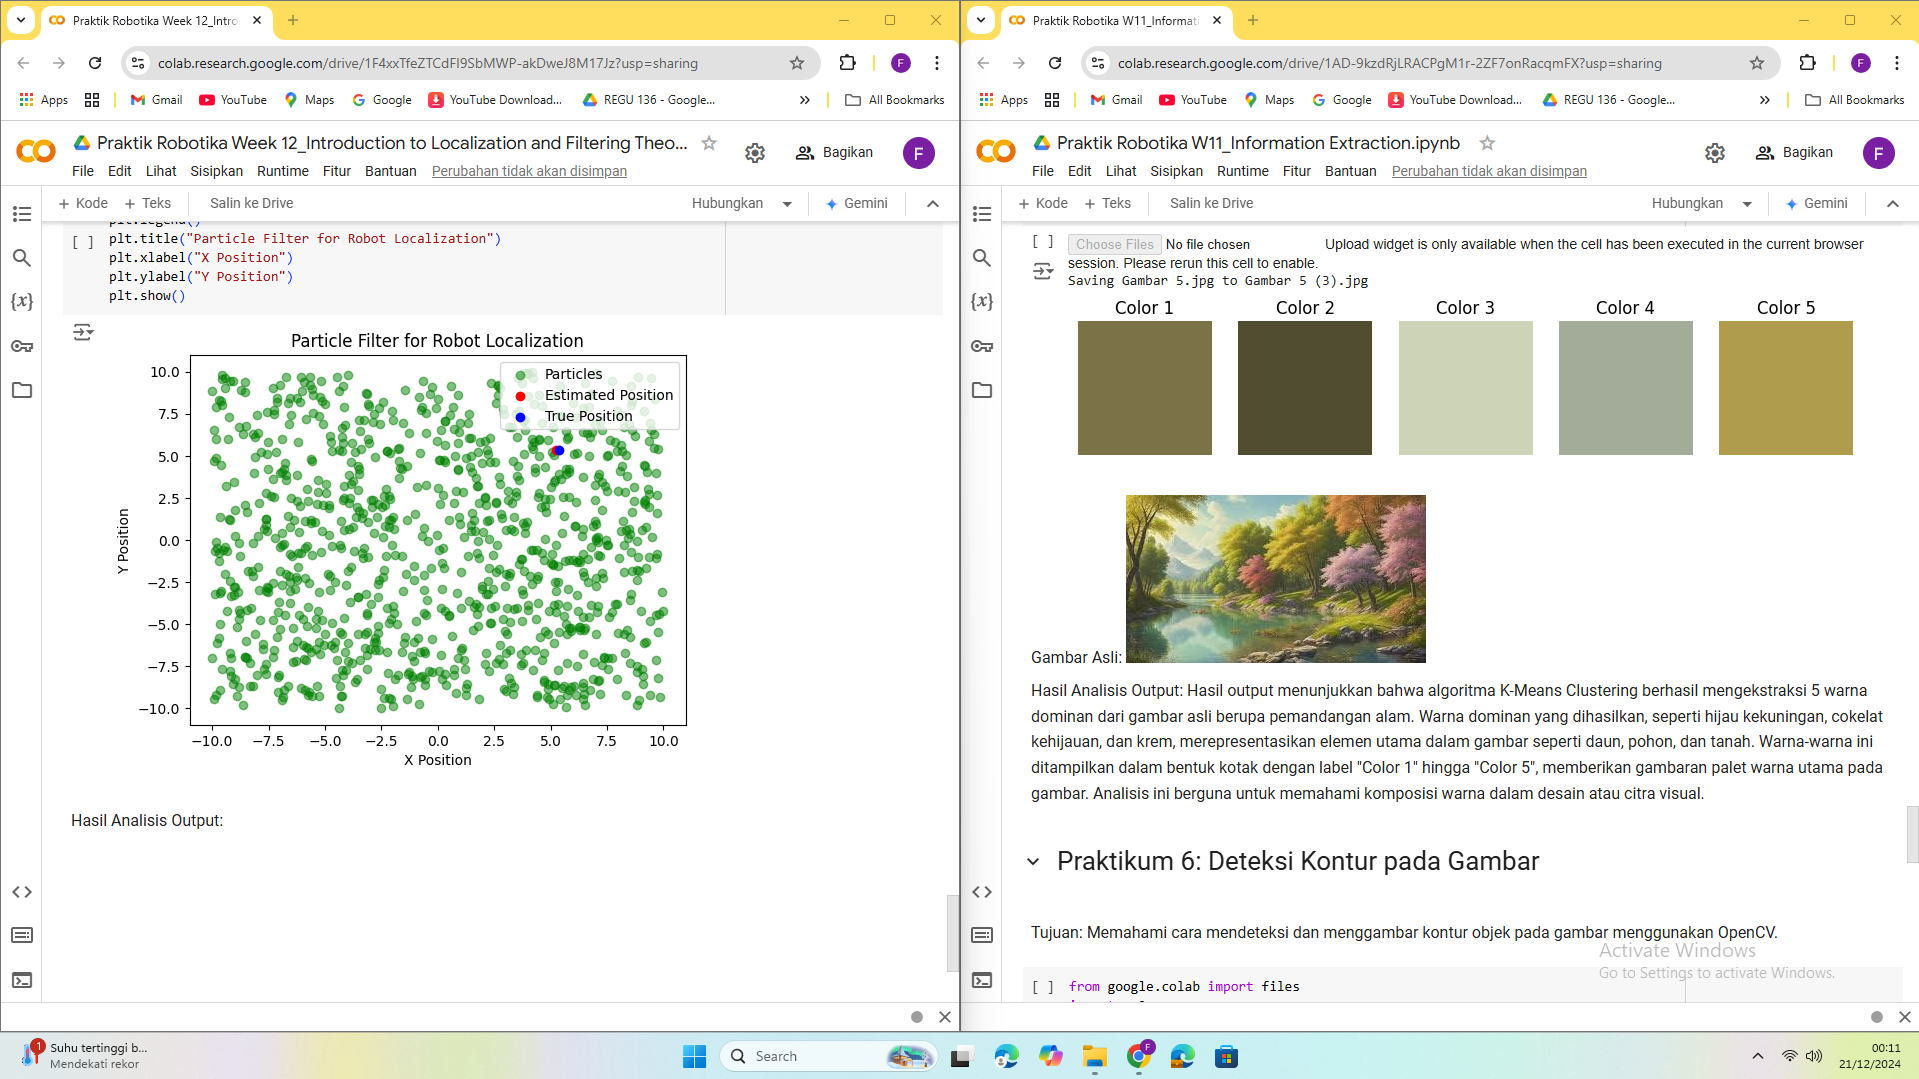 Praktik Robotika Week 12_Intro
colab.research.google.com/drive/1F4xxTfeZTCdFI9SbMWP-akDweJ8M17Jz?usp=sharing
F
Apps
Gmail
YouTube
Maps
Google
YouTube Download...
REGU 136 - Google...
All Bookmarks
Praktik Robotika Week 12_Introduction to Localization and Filtering Theo...
Bagikan
F
File Edit Lihat Sisipkan Runtime Fitur Bantuan Perubahan tidak akan disimpan
+ Kode + Teks Salin ke Drive Hubungkan Gemini
plt.legend()
[ ] plt.title("Particle Filter for Robot Localization")
plt.xlabel("X Position")
plt.ylabel("Y Position")
plt.show()
Particle Filter for Robot Localization
Particles
Estimated Position
True Position
10.0
7.5
5.0
2.5
0.0
−2.5
−5.0
−7.5
−10.0
Y Position
−10.0 −7.5 −5.0 −2.5 0.0 2.5 5.0 7.5 10.0
X Position
Hasil Analisis Output:
Praktik Robotika W11_Informati
colab.research.google.com/drive/1AD-9kzdRjLRACPgM1r-2ZF7onRacqmFX?usp=sharing
F
Apps
Gmail
YouTube
Maps
Google
YouTube Download...
REGU 136 - Google...
All Bookmarks
Praktik Robotika W11_Information Extraction.ipynb
Bagikan
F
File Edit Lihat Sisipkan Runtime Fitur Bantuan Perubahan tidak akan disimpan
+ Kode + Teks Salin ke Drive Hubungkan Gemini
[ ] Choose Files No file chosen Upload widget is only available when the cell has been executed in the current browser
session. Please rerun this cell to enable.
Saving Gambar 5.jpg to Gambar 5 (3).jpg
Color 1 Color 2 Color 3 Color 4 Color 5
Gambar Asli:
Hasil Analisis Output: Hasil output menunjukkan bahwa algoritma K-Means Clustering berhasil mengekstraksi 5 warna
dominan dari gambar asli berupa pemandangan alam. Warna dominan yang dihasilkan, seperti hijau kekuningan, cokelat
kehijauan, dan krem, merepresentasikan elemen utama dalam gambar seperti daun, pohon, dan tanah. Warna-warna ini
ditampilkan dalam bentuk kotak dengan label "Color 1" hingga "Color 5", memberikan gambaran palet warna utama pada
gambar. Analisis ini berguna untuk memahami komposisi warna dalam desain atau citra visual.
Praktikum 6: Deteksi Kontur pada Gambar
Tujuan: Memahami cara mendeteksi dan menggambar kontur objek pada gambar menggunakan OpenCV.
Activate Windows
Go to Settings to activate Windows.
[ ] from google.colab import files
1
Suhu tertinggi b...
Mendekati rekor
Search
F
00:11
21/12/2024